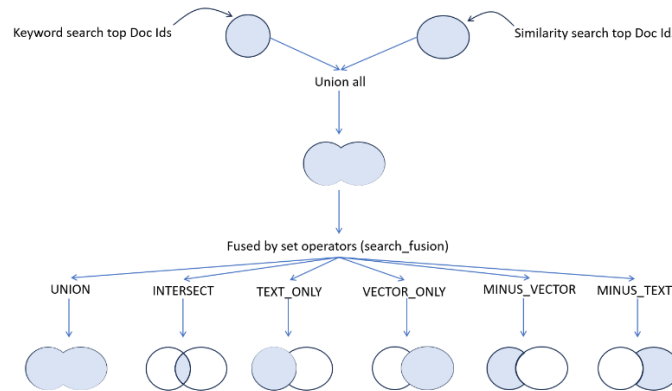 Keyword search top Doc Ids
Similarity search top Doc Id
Union all
Fused by set operators (search_fusion)
UNION
INTERSECT
TEXT_ONLY
VECTOR_ONLY
MINUS_VECTOR
MINUS_TEXT